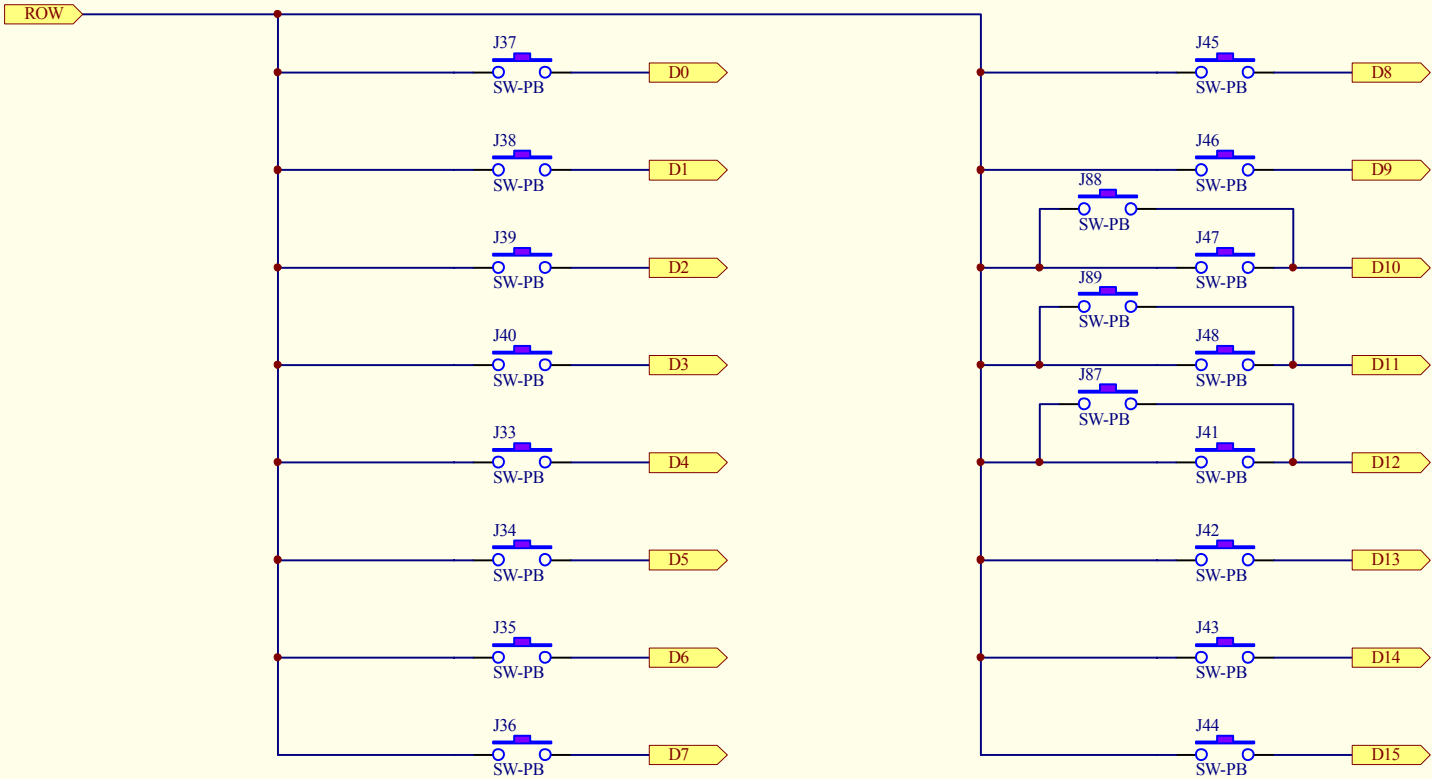 ROW
J37
SW-PB
D0
J45
SW-PB
D8
J38
SW-PB
D1
J46
SW-PB
D9
J88
SW-PB
J39
SW-PB
D2
J47
SW-PB
D10
J89
SW-PB
J40
SW-PB
D3
J48
SW-PB
D11
J87
SW-PB
J33
SW-PB
D4
J41
SW-PB
D12
J34
SW-PB
D5
J42
SW-PB
D13
J35
SW-PB
D6
J43
SW-PB
D14
J36
SW-PB
D7
J44
SW-PB
D15